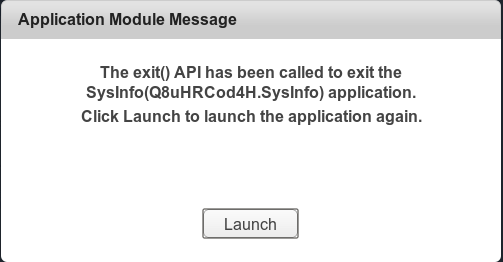 Application Module Message
The exit() API has been called to exit the
SysInfo(Q8uHRCod4H.SysInfo) application.
Click Launch to launch the application again.
Launch